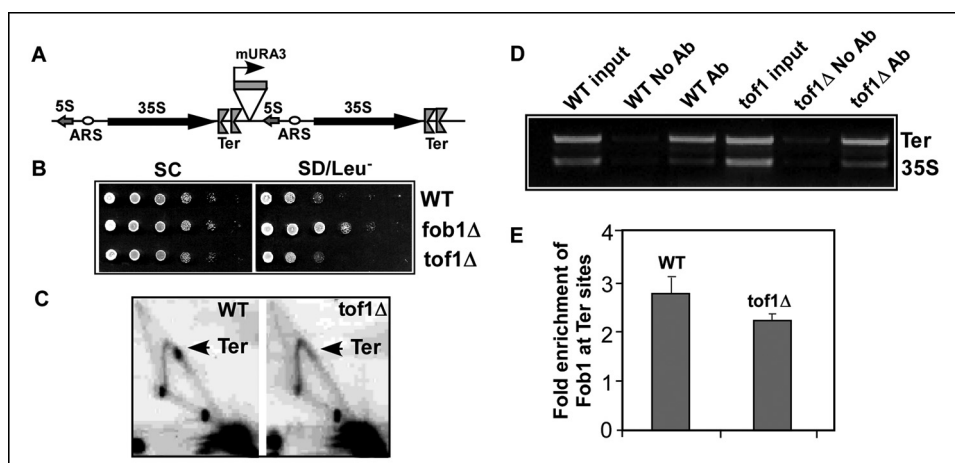 A
mURA3
5S
35S
5S
35S
ARS
Ter
ARS
Ter
B
SC
SD/Leu-
WT
fob1Δ
tof1Δ
C
WT
tof1Δ
Ter
Ter
D
WT input
WT No Ab
WT Ab
tof1 input
tof1Δ No Ab
tof1Δ Ab
Ter
35S
E
Fold enrichment of
Fob1 at Ter sites
4
3
2
1
0
WT
tof1Δ